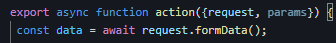 export async function action({request, params}) {
const data = await request.formData();